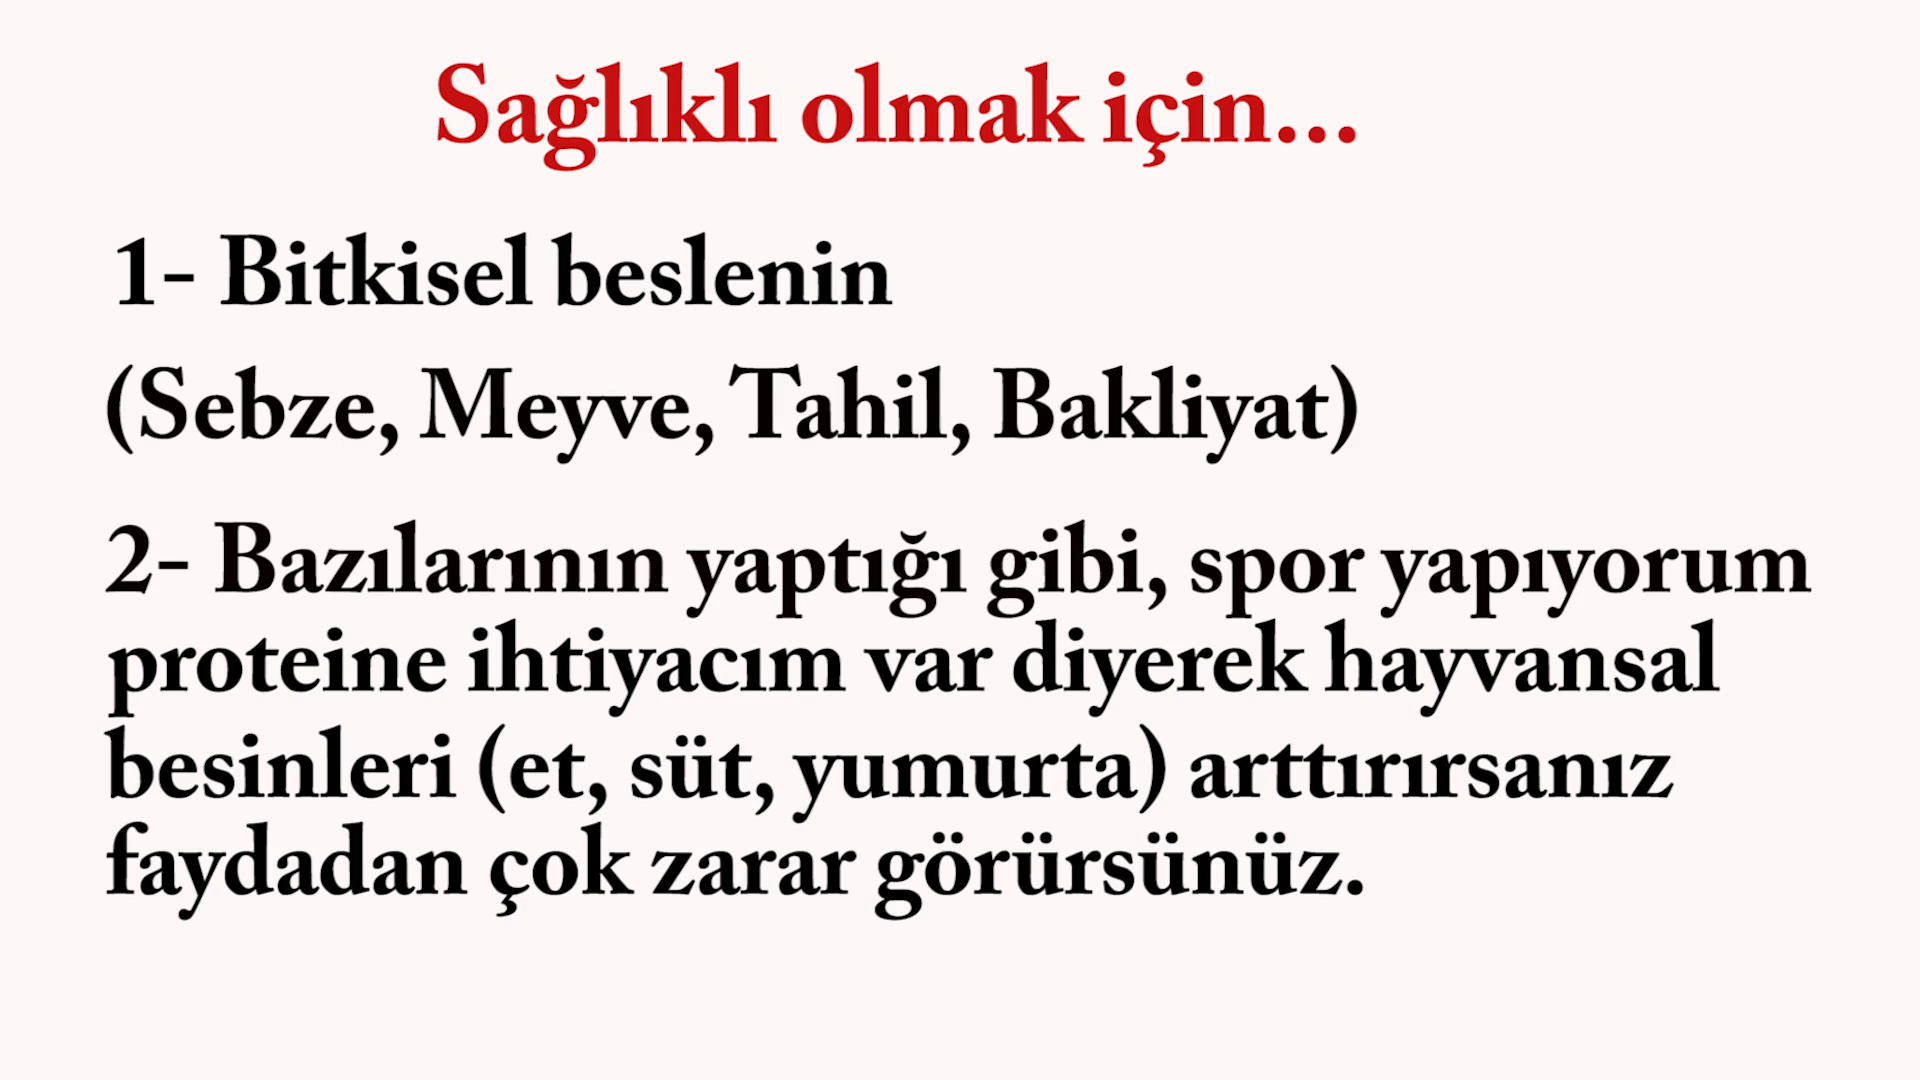 Sağlıklı olmak için...
1- Bitkisel beslenin
(Sebze, Meyve, Tahil, Bakliyat)
2- Bazılarının yaptığı gibi, spor yapıyorum
proteine ihtiyacım var diyerek hayvansal
besinleri (et, süt, yumurta) arttırırsanız
faydadan çok zarar görürsünüz.